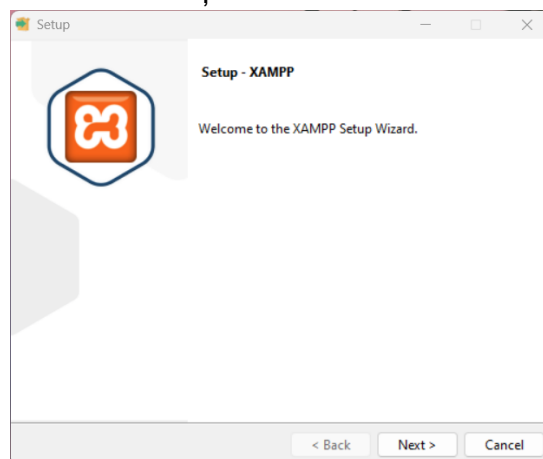 Setup
Setup - XAMPP
Welcome to the XAMPP Setup Wizard.
< Back
Next >
Cancel